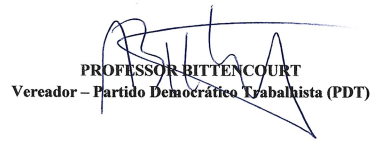 PROFESSOR BITTENCOURT
Vereador – Partido Democrático Trabalhista (PDT)